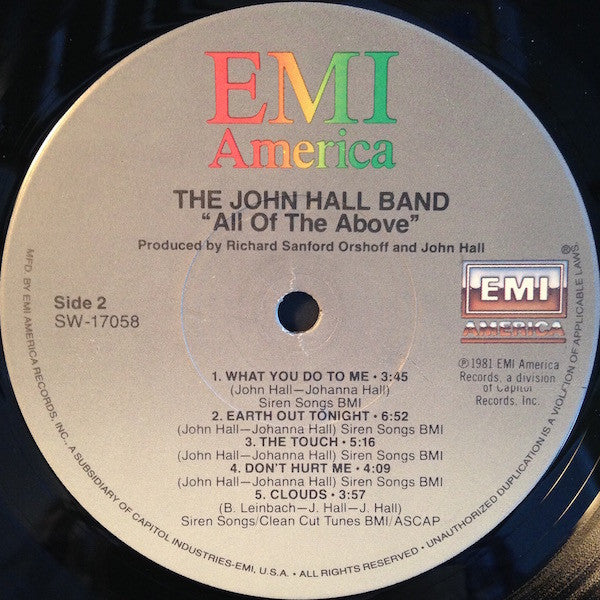 EMI
America
THE JOHN HALL BAND
"All Of The Above"
Produced by Richard Sanford Orshoff and John Hall
Side 2
SW-17058
EMI
AMERICA
℗1981 EMI America
Records, a division
of Capitol
Records, Inc.
1. WHAT YOU DO TO ME • 3:45
(John Hall—Johanna Hall)
Siren Songs BMI
2. EARTH OUT TONIGHT • 6:52
(John Hall—Johanna Hall) Siren Songs BMI
3. THE TOUCH • 5:16
(John Hall—Johanna Hall) Siren Songs BMI
4. DON'T HURT ME • 4:09
(John Hall—Johanna Hall) Siren Songs BMI
5. CLOUDS • 3:57
(B. Leinbach—J. Hall—J. Hall)
Siren Songs/Clean Cut Tunes BMI/ASCAP
MFD. BY EMI AMERICA RECORDS, INC., A SUBSIDIARY OF CAPITOL INDUSTRIES-EMI, U.S.A. • ALL RIGHTS RESERVED • UNAUTHORIZED DUPLICATION IS A VIOLATION OF APPLICABLE LAWS ®